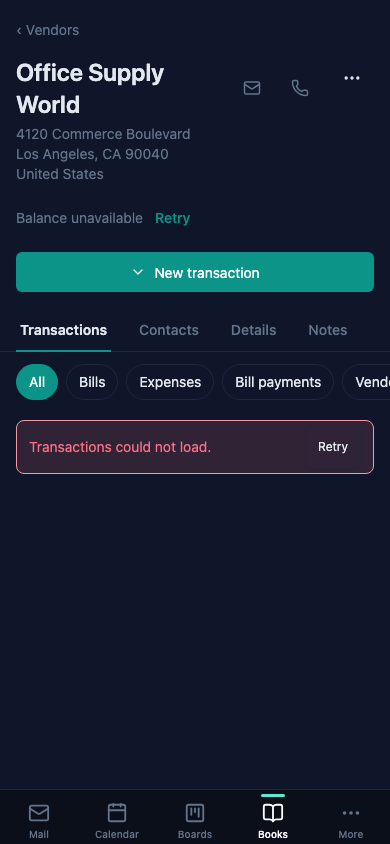 ‹ Vendors
Office Supply
World
4120 Commerce Boulevard
Los Angeles, CA 90040
United States
Balance unavailable Retry
New transaction
Transactions Contacts Details Notes
All Bills Expenses Bill payments Vend
Transactions could not load. Retry
Mail Calendar Boards Books More